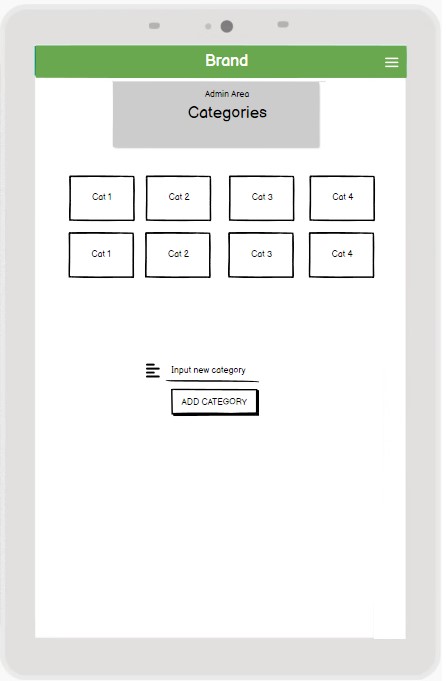 Brand
Admin Area
Categories
Cat 1 Cat 2 Cat 3 Cat 4
Cat 1 Cat 2 Cat 3 Cat 4
Input new category
ADD CATEGORY